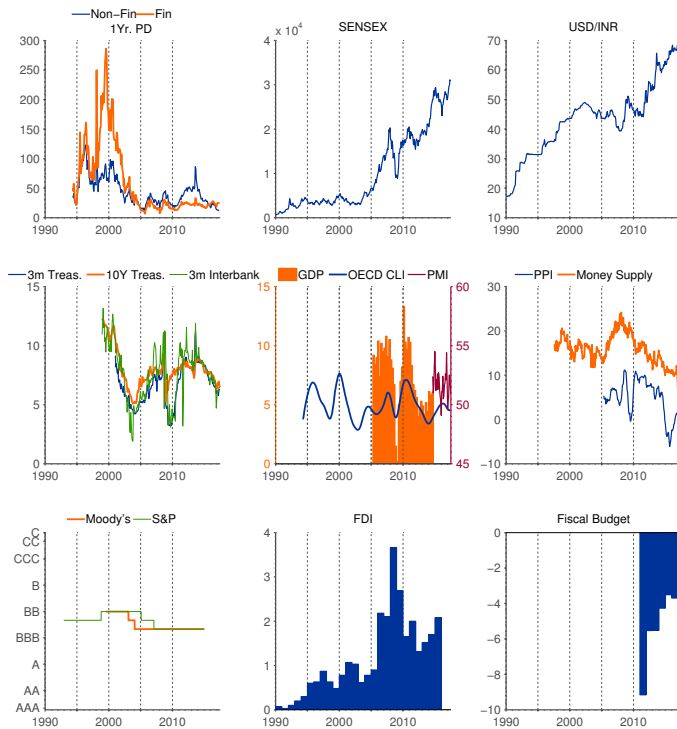 Non-Fin Fin
1Yr. PD
300
250
200
150
100
50
0
1990 2000 2010
x 10⁴
SENSEX
4
3
2
1
0
1990 2000 2010
USD/INR
70
60
50
40
30
20
10
1990 2000 2010
3m Treas. 10Y Treas. 3m Interbank
15
10
5
0
1990 2000 2010
GDP OECD CLI PMI
15 60
55
10
50
5
0 45
1990 2000 2010
PPI Money Supply
30
20
10
0
−10
1990 2000 2010
Moody's S&P
C
CC
CCC
B
BB
BBB
A
AA
AAA
1990 2000 2010
FDI
4
3
2
1
0
1990 2000 2010
Fiscal Budget
0
−2
−4
−6
−8
−10
1990 2000 2010